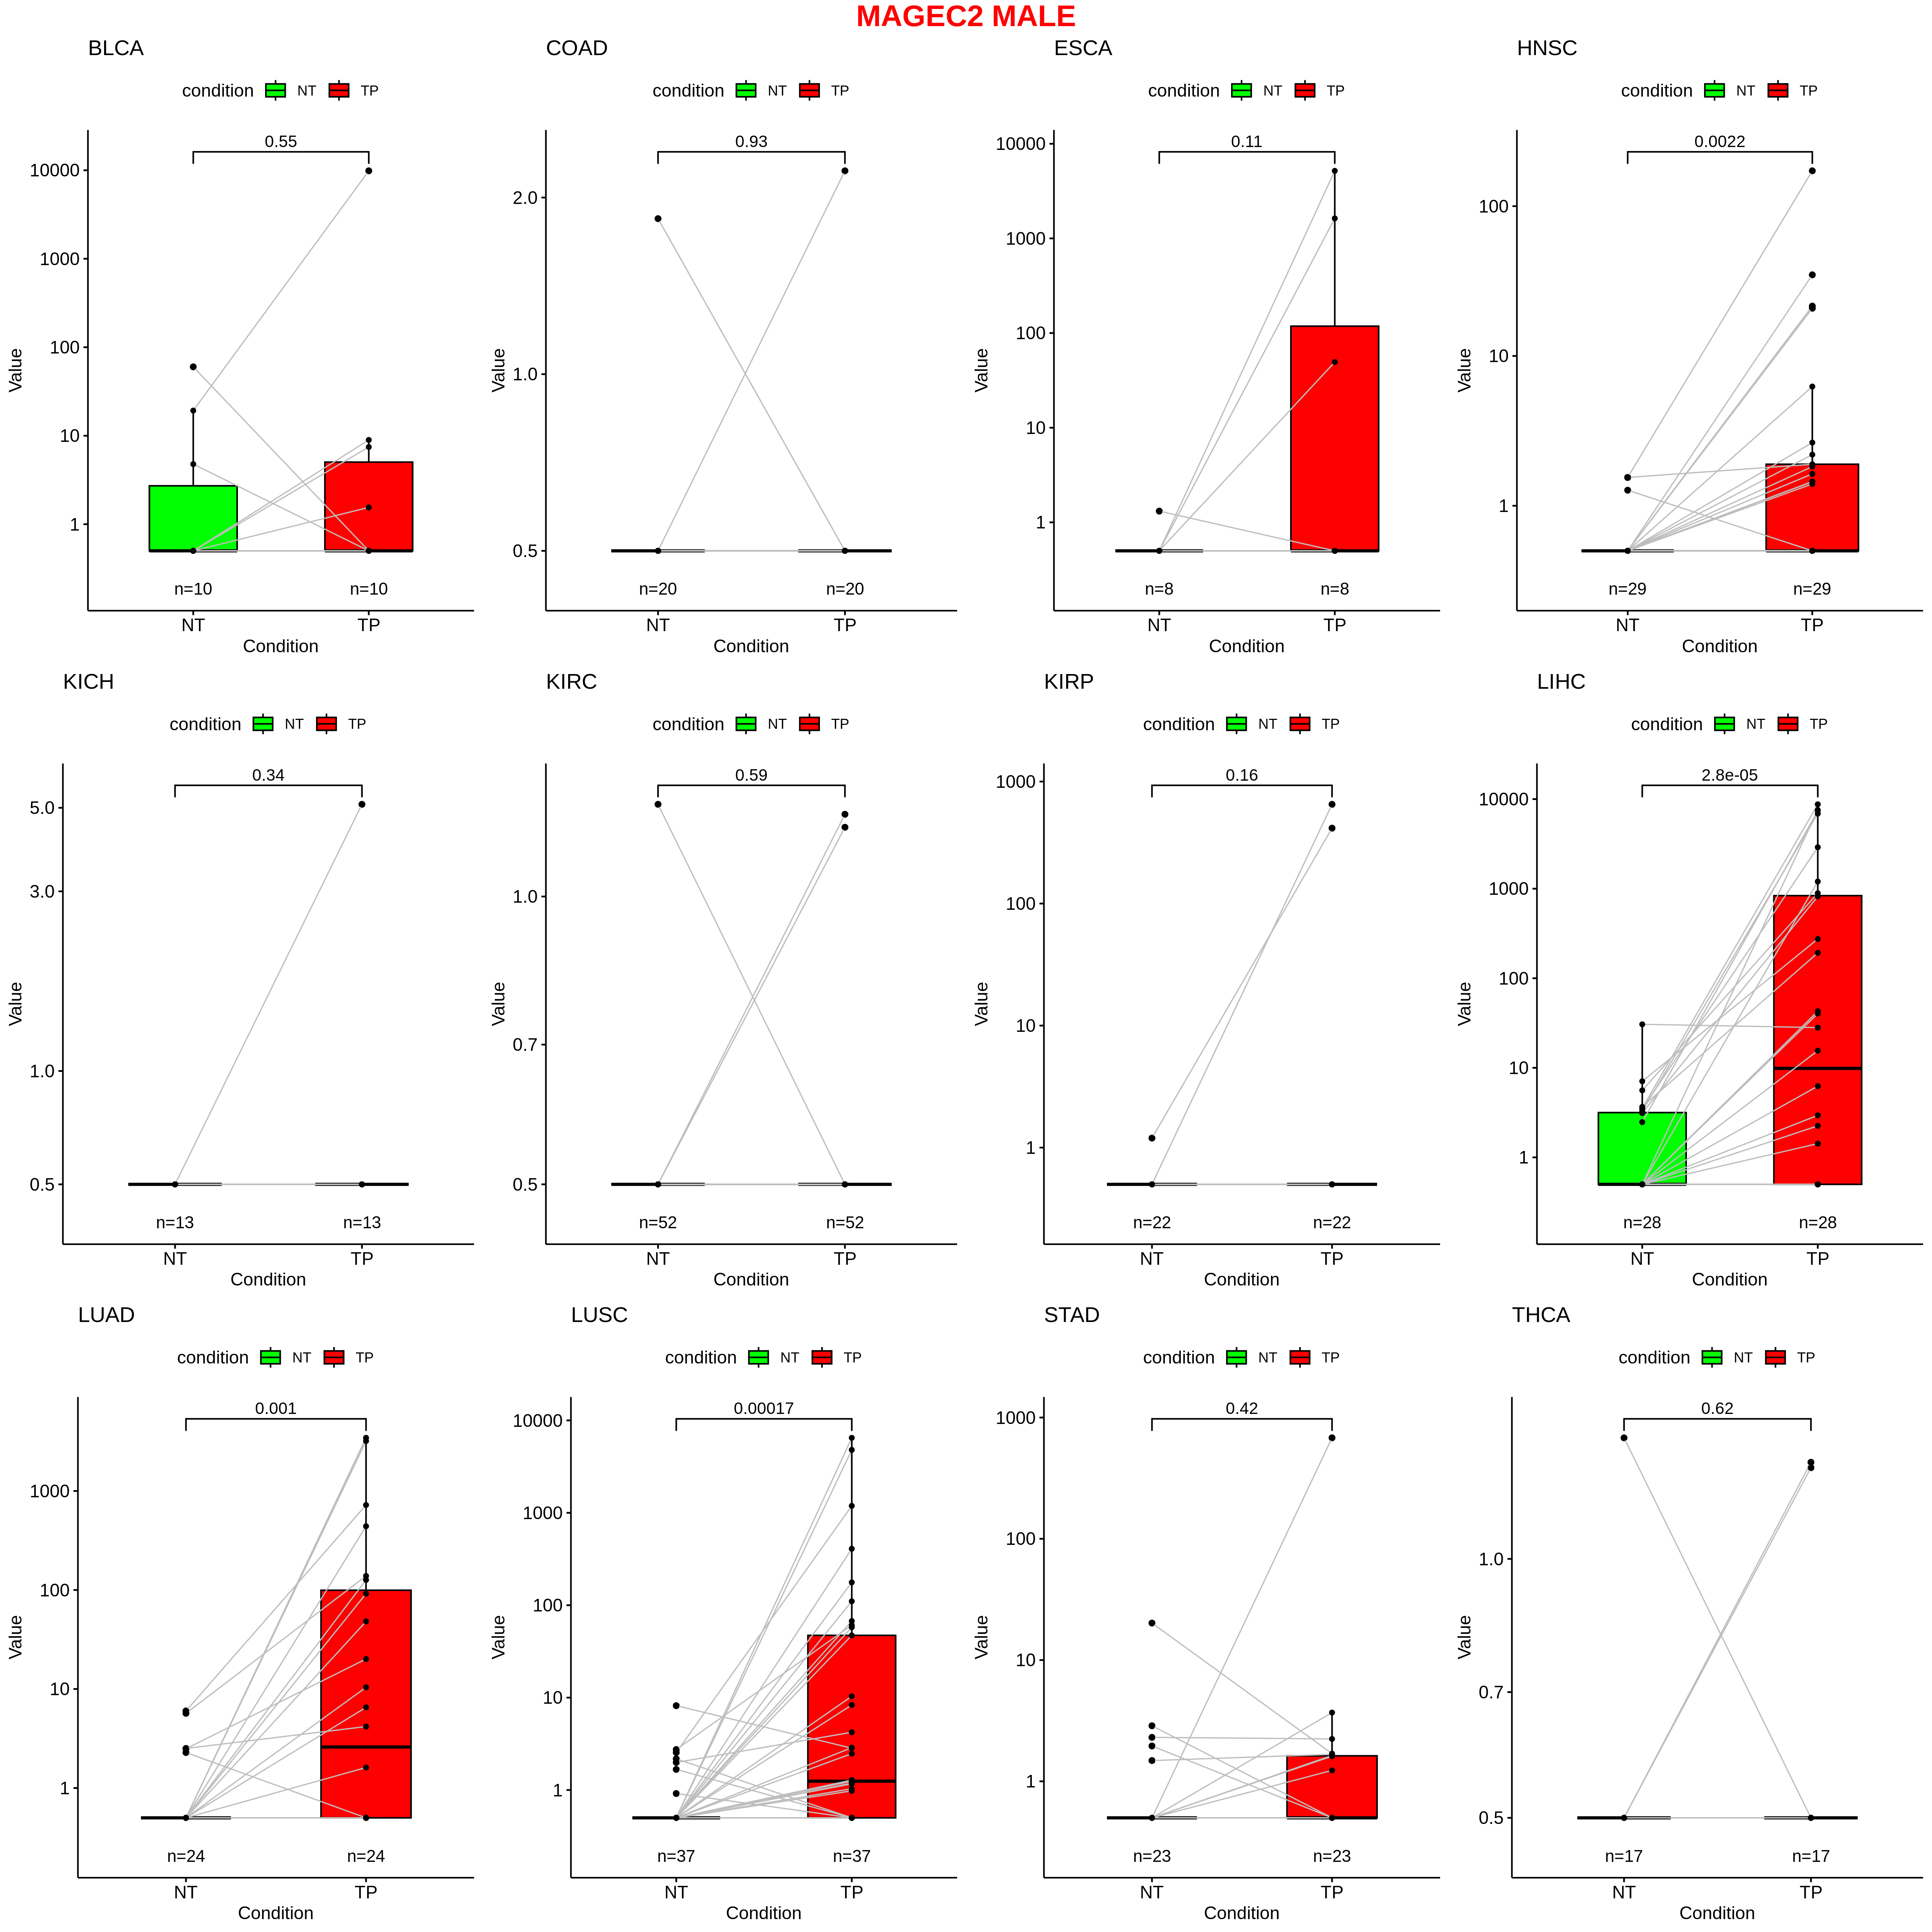 MAGEC2 MALE
BLCA
condition NT TP
0.55
10000
1000
100
10
1
Value
n=10 n=10
NT TP
Condition
COAD
condition NT TP
0.93
2.0
1.0
0.5
Value
n=20 n=20
NT TP
Condition
ESCA
condition NT TP
0.11
10000
1000
100
10
1
Value
n=8 n=8
NT TP
Condition
HNSC
condition NT TP
0.0022
100
10
1
Value
n=29 n=29
NT TP
Condition
KICH
condition NT TP
0.34
5.0
3.0
1.0
0.5
Value
n=13 n=13
NT TP
Condition
KIRC
condition NT TP
0.59
1.0
0.7
0.5
Value
n=52 n=52
NT TP
Condition
KIRP
condition NT TP
0.16
1000
100
10
1
Value
n=22 n=22
NT TP
Condition
LIHC
condition NT TP
2.8e-05
10000
1000
100
10
1
Value
n=28 n=28
NT TP
Condition
LUAD
condition NT TP
0.001
1000
100
10
1
Value
n=24 n=24
NT TP
Condition
LUSC
condition NT TP
0.00017
10000
1000
100
10
1
Value
n=37 n=37
NT TP
Condition
STAD
condition NT TP
0.42
1000
100
10
1
Value
n=23 n=23
NT TP
Condition
THCA
condition NT TP
0.62
1.0
0.7
0.5
Value
n=17 n=17
NT TP
Condition